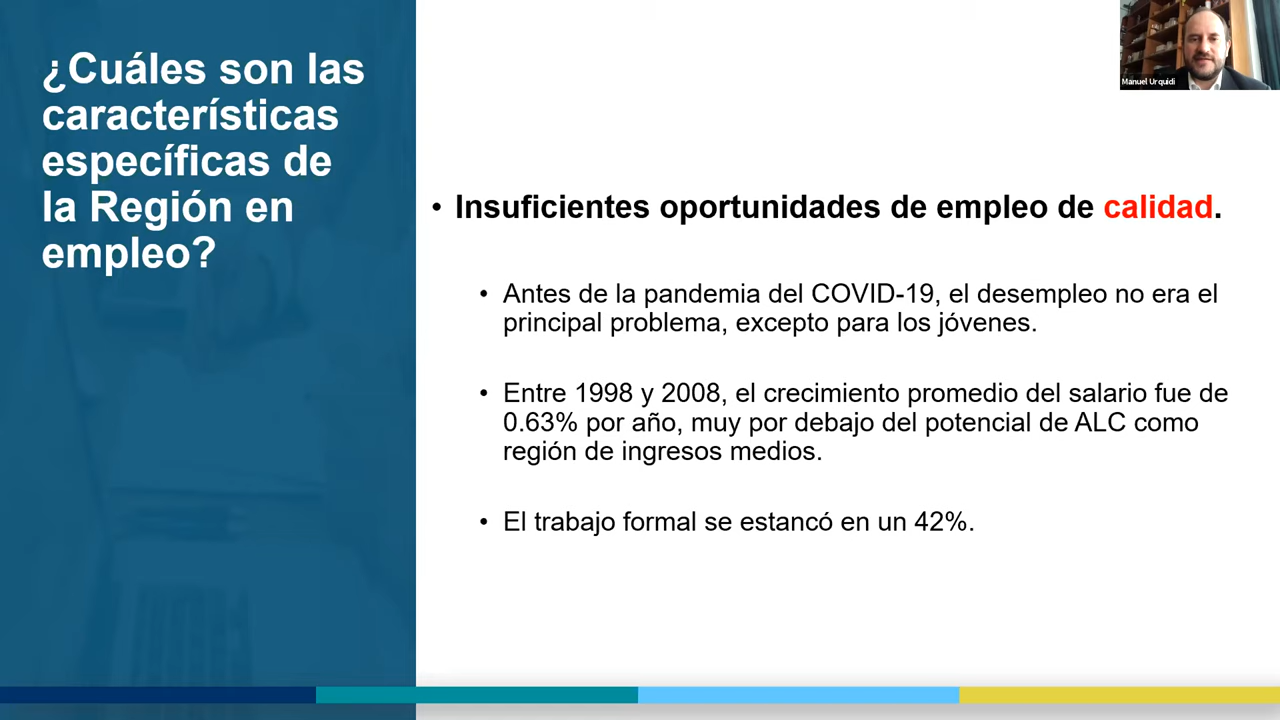 ¿Cuáles son las
características
específicas de
la Región en
empleo?
Manuel Urquidi
• Insuficientes oportunidades de empleo de calidad.
• Antes de la pandemia del COVID-19, el desempleo no era el
principal problema, excepto para los jóvenes.
• Entre 1998 y 2008, el crecimiento promedio del salario fue de
0.63% por año, muy por debajo del potencial de ALC como
región de ingresos medios.
• El trabajo formal se estancó en un 42%.